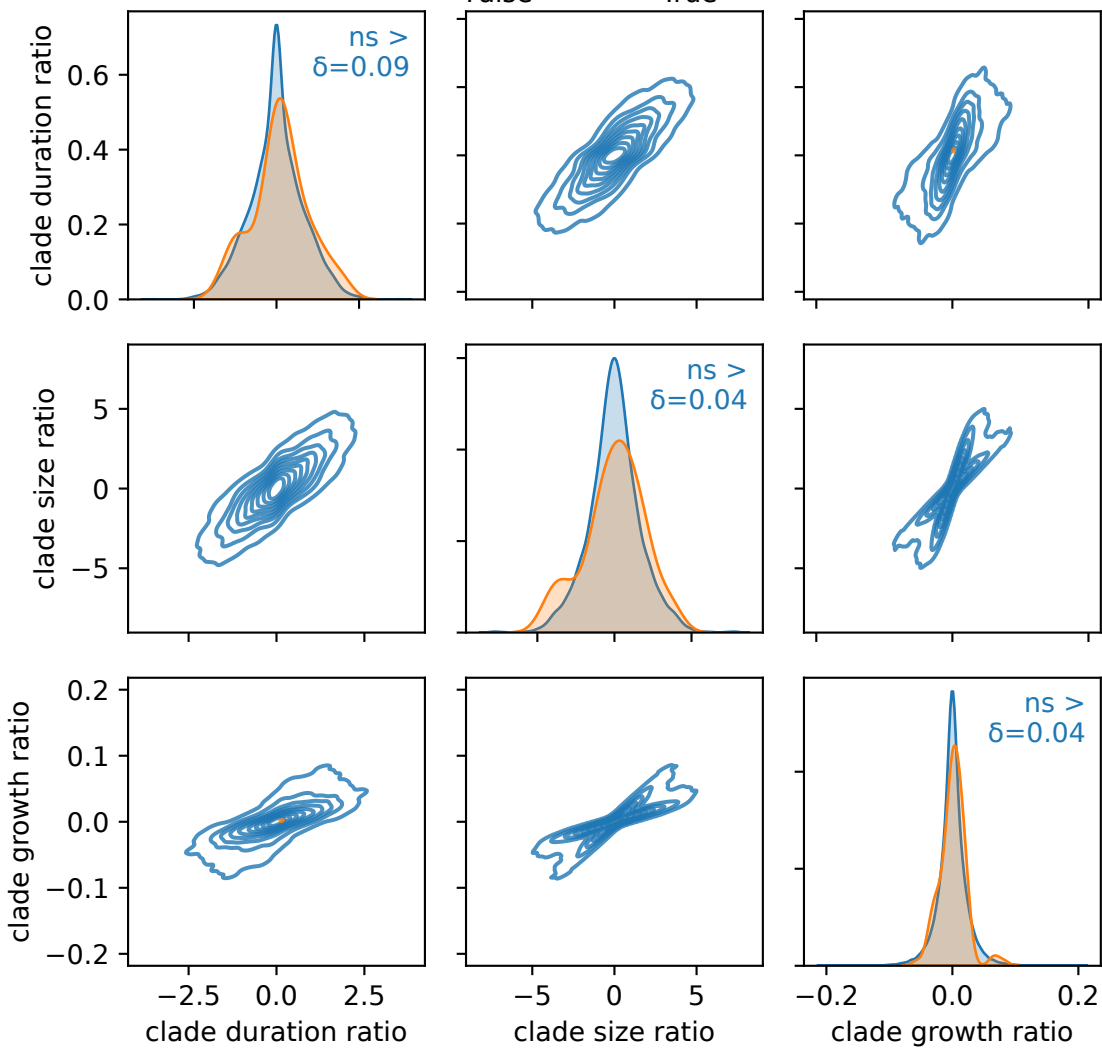 clade duration ratio
0.6
0.4
0.2
0.0
ns >
δ=0.09
clade size ratio
5
0
−5
ns >
δ=0.04
clade growth ratio
0.2
0.1
0.0
−0.1
−0.2
ns >
δ=0.04
−2.5 0.0 2.5
−5 0 5
−0.2 0.0 0.2
clade duration ratio
clade size ratio
clade growth ratio